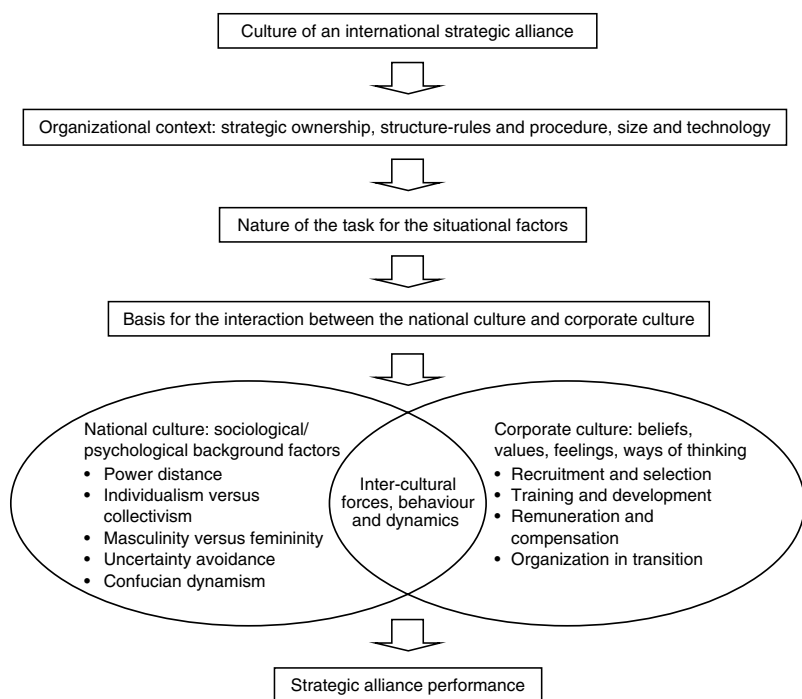 Culture of an international strategic alliance
Organizational context: strategic ownership, structure-rules and procedure, size and technology
Nature of the task for the situational factors
Basis for the interaction between the national culture and corporate culture
National culture: sociological/
psychological background factors
• Power distance
• Individualism versus
collectivism
• Masculinity versus femininity
• Uncertainty avoidance
• Confucian dynamism
Inter-cultural
forces, behaviour
and dynamics
Corporate culture: beliefs,
values, feelings, ways of thinking
• Recruitment and selection
• Training and development
• Remuneration and
compensation
• Organization in transition
Strategic alliance performance